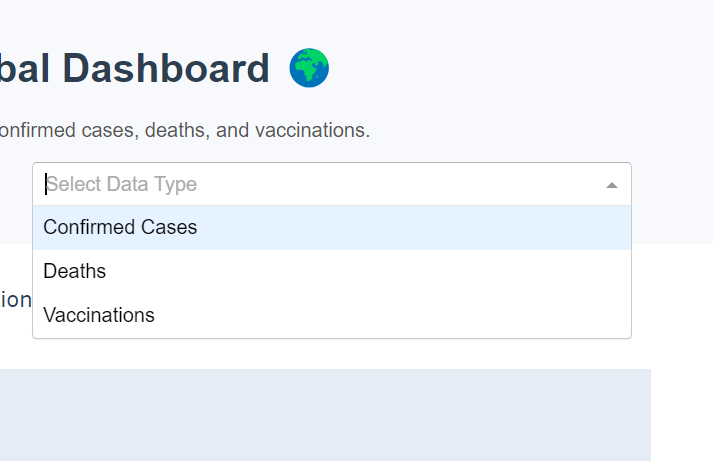 bal Dashboard 🌍
onfirmed cases, deaths, and vaccinations.
Select Data Type
Confirmed Cases
Deaths
ion
Vaccinations